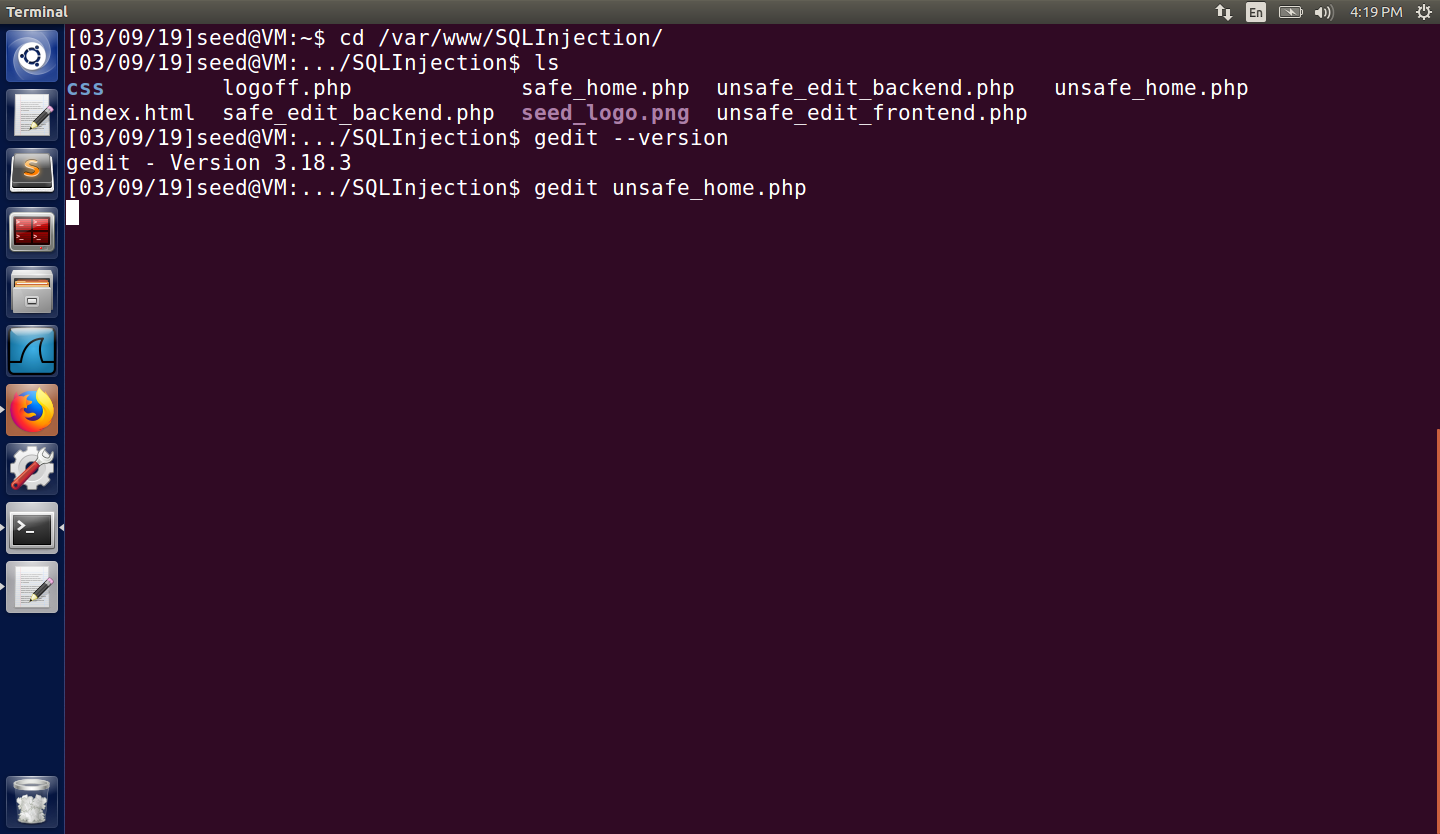 Terminal
En
4:19 PM
[03/09/19]seed@VM:~$ cd /var/www/SQLInjection/
[03/09/19]seed@VM:.../SQLInjection$ ls
css         logoff.php             safe_home.php  unsafe_edit_backend.php   unsafe_home.php
index.html  safe_edit_backend.php  seed_logo.png  unsafe_edit_frontend.php
[03/09/19]seed@VM:.../SQLInjection$ gedit --version
gedit - Version 3.18.3
[03/09/19]seed@VM:.../SQLInjection$ gedit unsafe_home.php